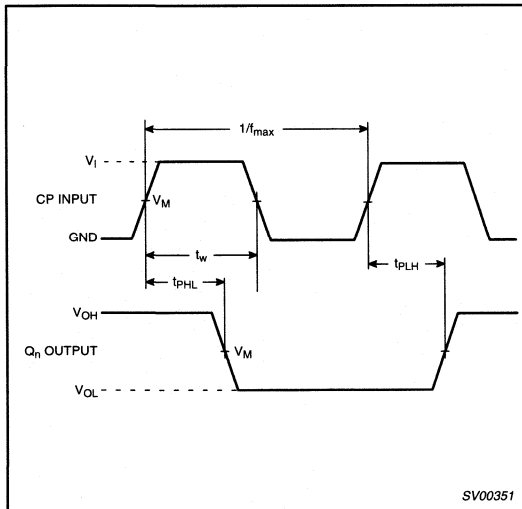 1/fmax
VI
CP INPUT
VM
GND
tw
tPHL
tPLH
VOH
Qn OUTPUT
VM
VOL
SV00351